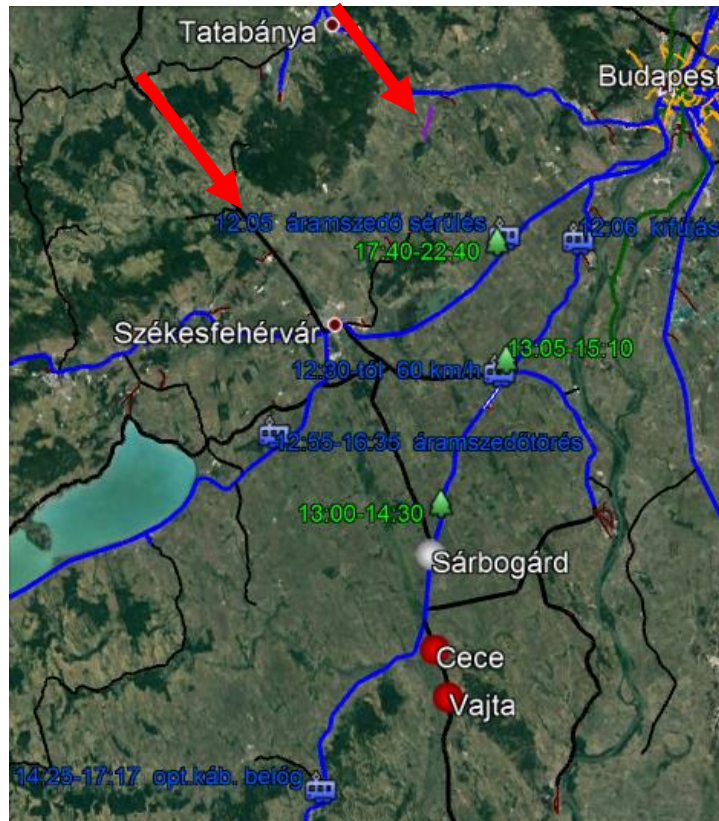 Tatabánya
Budapest
12:05 áramszedő sérülés
12:06 kifújás
17:40-22:40
Székesfehérvár
13:05-15:10
12:30-tól 60 km/h
12:55-16:35 áramszedőtörés
13:00-14:30
Sárbogárd
Cece
Vajta
14:25-17:17 opt.káb. belóg